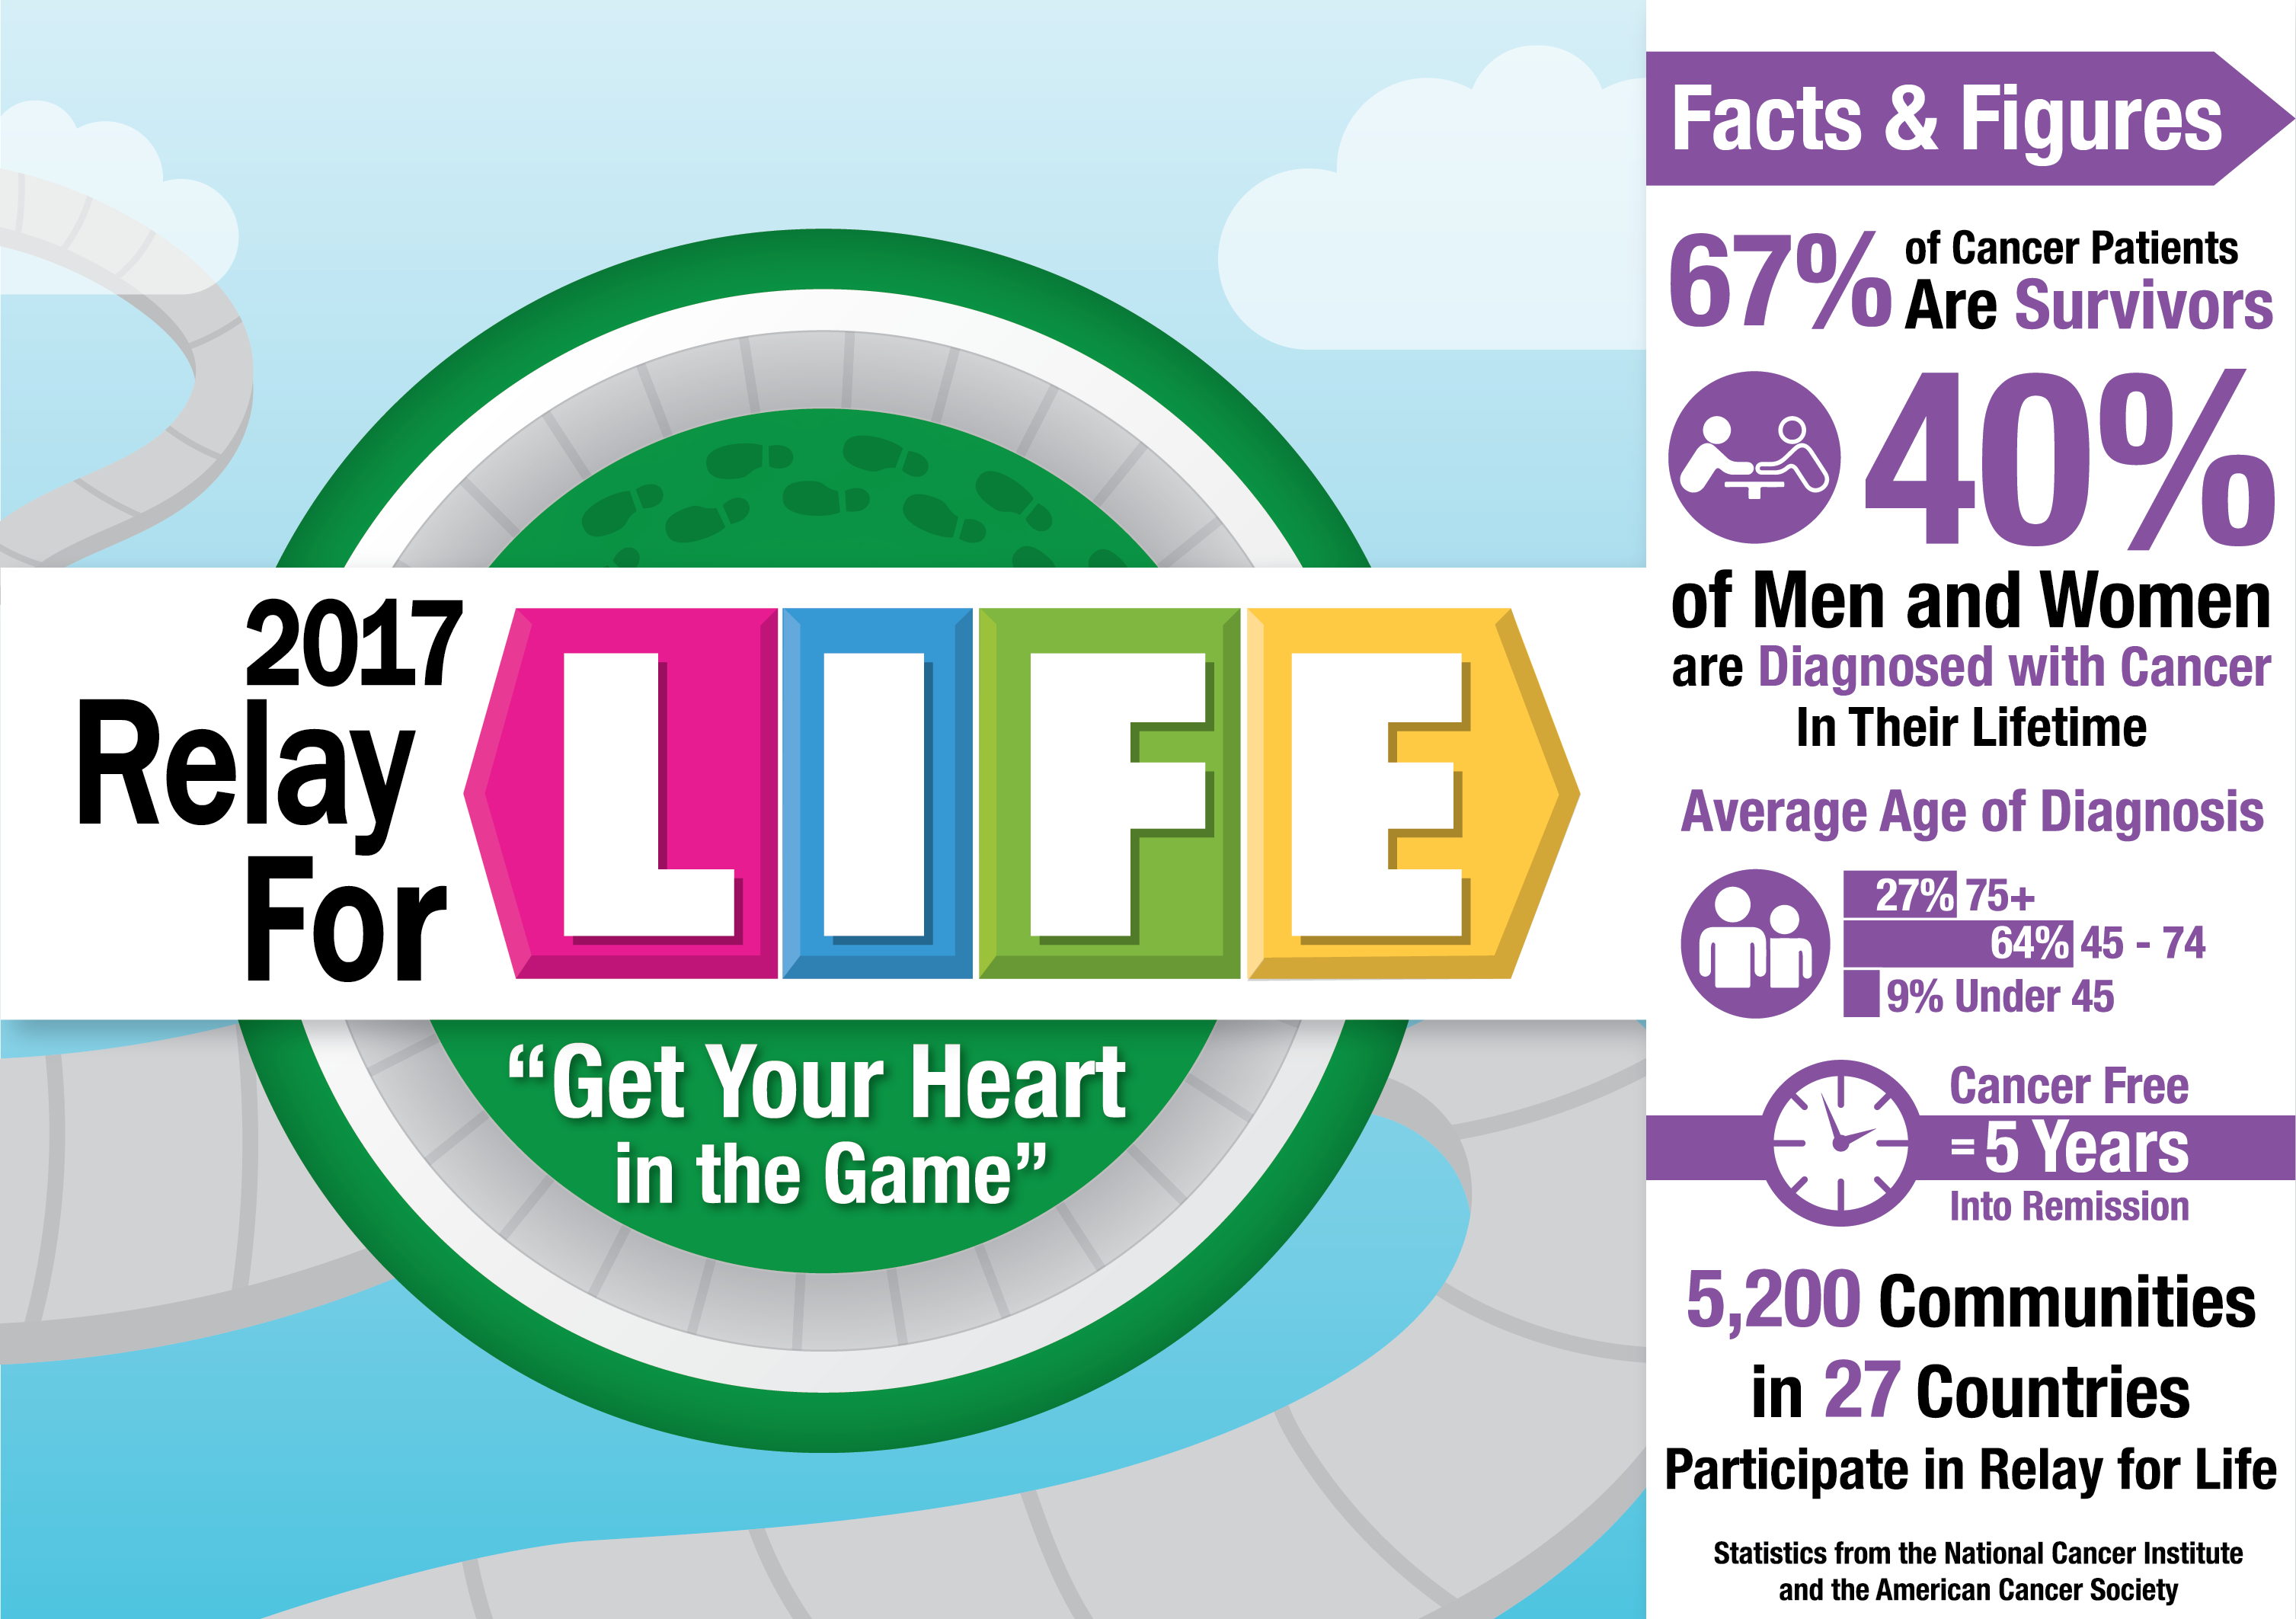 2017
Relay
For
LIFE
“Get Your Heart
in the Game”
Facts & Figures
67% of Cancer Patients
Are Survivors
40%
of Men and Women
are Diagnosed with Cancer
In Their Lifetime
Average Age of Diagnosis
27% 75+
64% 45 - 74
9% Under 45
Cancer Free
= 5 Years
Into Remission
5,200 Communities
in 27 Countries
Participate in Relay for Life
Statistics from the National Cancer Institute
and the American Cancer Society